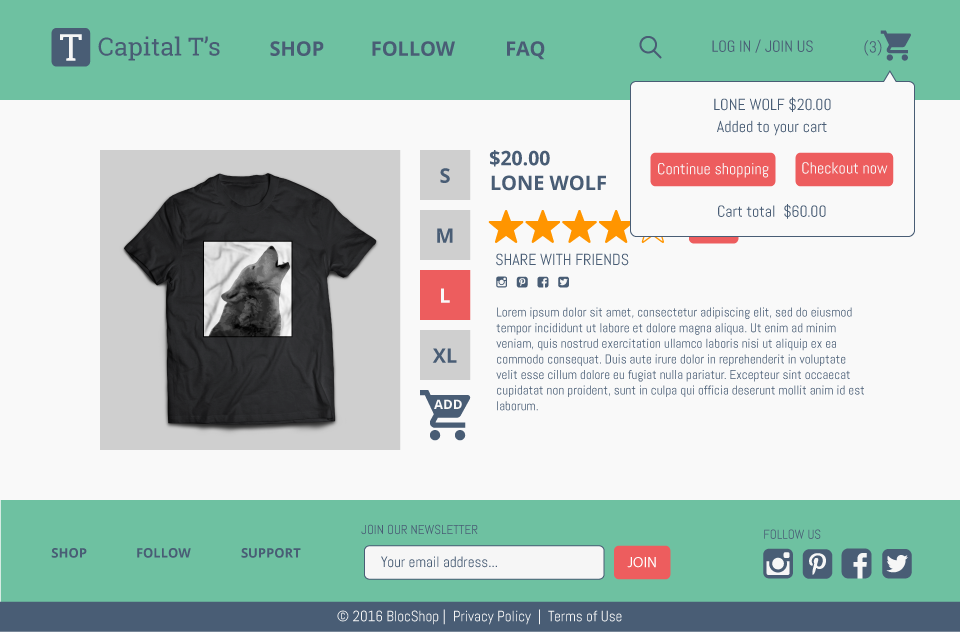 T Capital T's
SHOP FOLLOW FAQ
LOG IN / JOIN US (3)
LONE WOLF $20.00
Added to your cart
Continue shopping Checkout now
Cart total $60.00
S
M
L
XL
ADD
$20.00
LONE WOLF
SHARE WITH FRIENDS
Lorem ipsum dolor sit amet, consectetur adipiscing elit, sed do eiusmod
tempor incididunt ut labore et dolore magna aliqua. Ut enim ad minim
veniam, quis nostrud exercitation ullamco laboris nisi ut aliquip ex ea
commodo consequat. Duis aute irure dolor in reprehenderit in voluptate
velit esse cillum dolore eu fugiat nulla pariatur. Excepteur sint occaecat
cupidatat non proident, sunt in culpa qui officia deserunt mollit anim id est
laborum.
SHOP FOLLOW SUPPORT
JOIN OUR NEWSLETTER
Your email address... JOIN
FOLLOW US
© 2016 BlocShop | Privacy Policy | Terms of Use